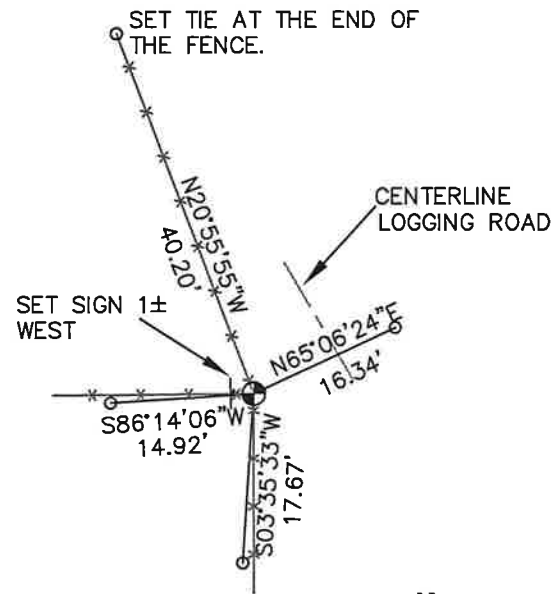 SET TIE AT THE END OF
THE FENCE.
N20°55'55"W
40.20'
CENTERLINE
LOGGING ROAD
SET SIGN 1±
WEST
N65°06'24"E
16.34'
S86°14'06"W
14.92'
S03°35'33"W
17.67'